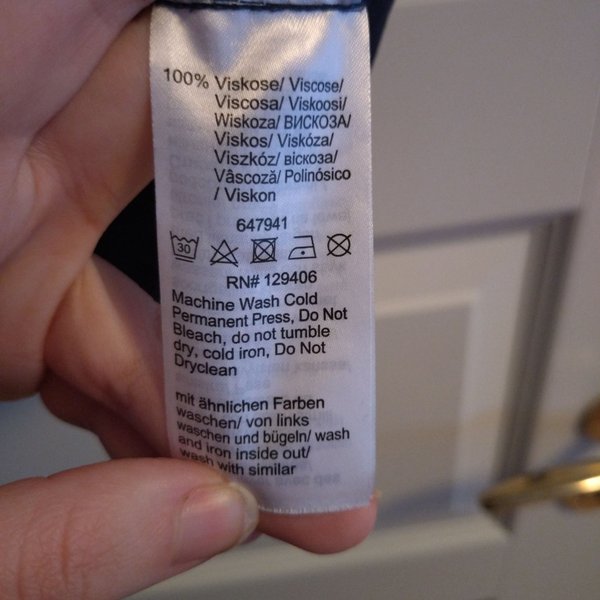 100% Viskose/ Viscose/
Viscosa/ Viskoosi/
Wiskoza/ ВИСКОЗА/
Viskos/ Viskóza/
Viszkóz/ віскоза/
Vâscoză/ Polinósico
/ Viskon
647941
30
RN# 129406
Machine Wash Cold
Permanent Press, Do Not
Bleach, do not tumble
dry, cold iron, Do Not
Dryclean
mit ähnlichen Farben
waschen/ von links
waschen und bügeln/ wash
and iron inside out/
wash with similar